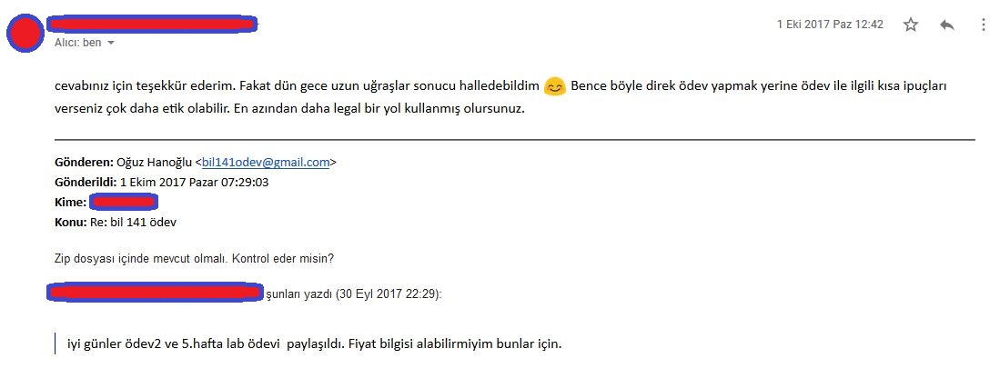 1 Eki 2017 Paz 12:42
Alıcı: ben
cevabınız için teşekkür ederim. Fakat dün gece uzun uğraşlar sonucu halledebildim 😊 Bence böyle direk ödev yapmak yerine ödev ile ilgili kısa ipuçları
verseniz çok daha etik olabilir. En azından daha legal bir yol kullanmış olursunuz.
Gönderen: Oğuz Hanoğlu <bil141odev@gmail.com>
Gönderildi: 1 Ekim 2017 Pazar 07:29:03
Kime:
Konu: Re: bil 141 ödev
Zip dosyası içinde mevcut olmalı. Kontrol eder misin?
şunları yazdı (30 Eyl 2017 22:29):
iyi günler ödev2 ve 5.hafta lab ödevi  paylaşıldı. Fiyat bilgisi alabilirmiyim bunlar için.